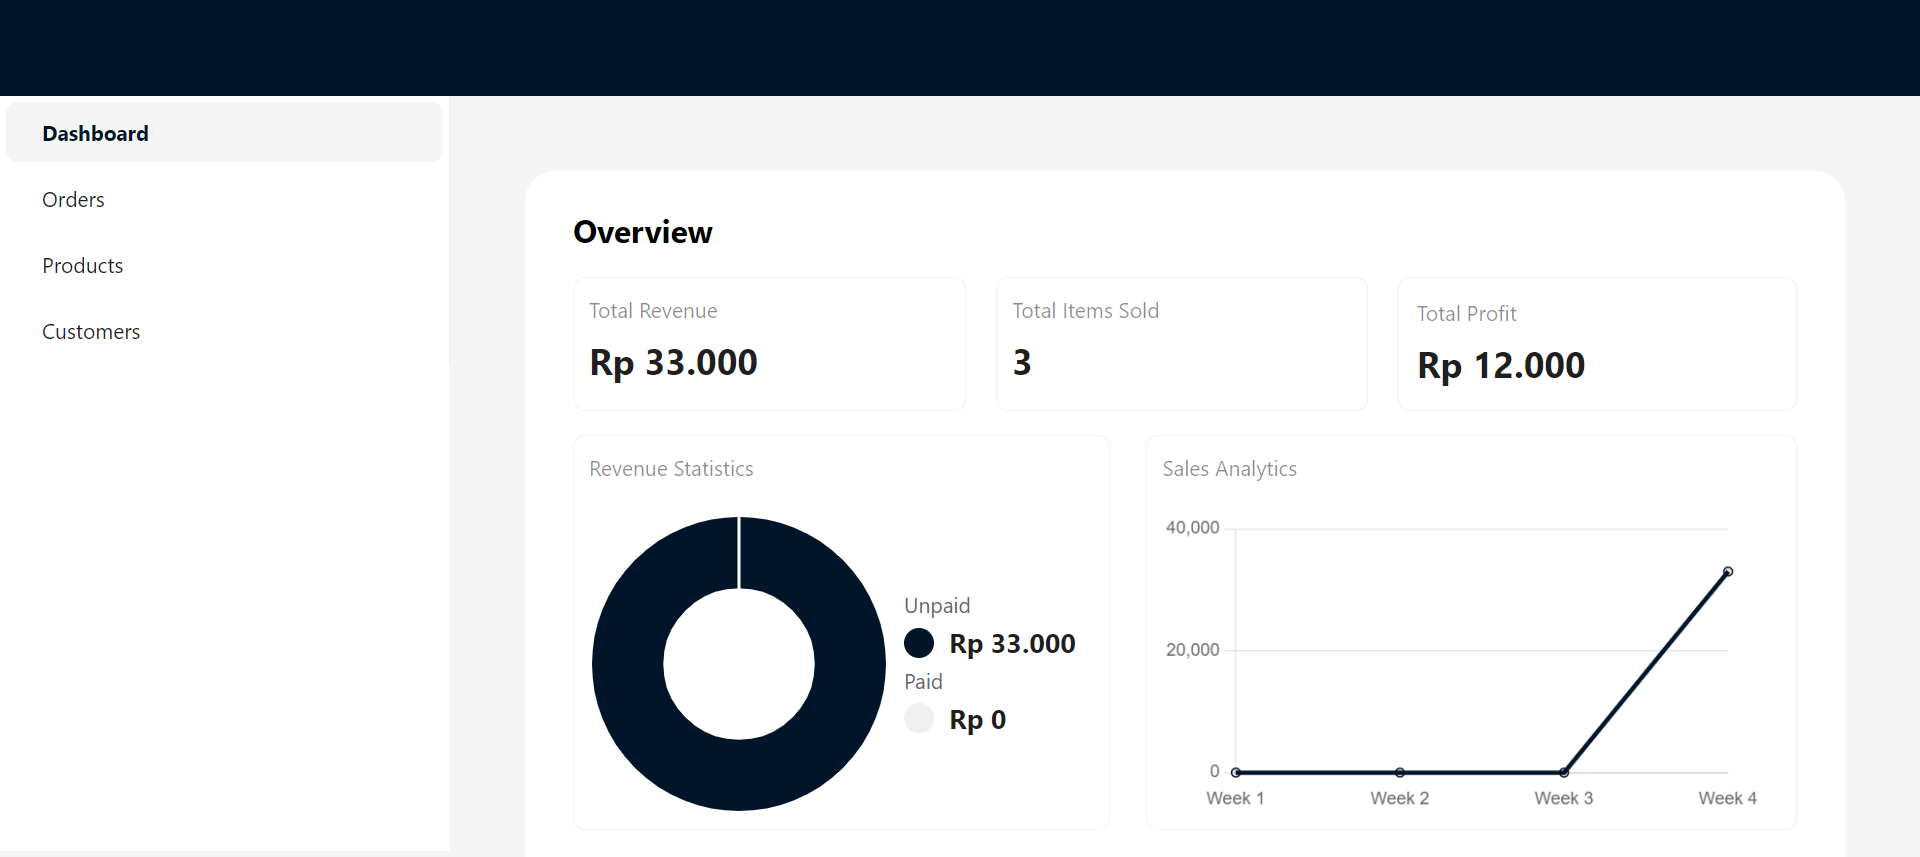 Dashboard
Orders
Products
Customers
Overview
Total Revenue
Rp 33.000
Total Items Sold
3
Total Profit
Rp 12.000
Revenue Statistics
Unpaid
Rp 33.000
Paid
Rp 0
Sales Analytics
40,000
20,000
0
Week 1 Week 2 Week 3 Week 4